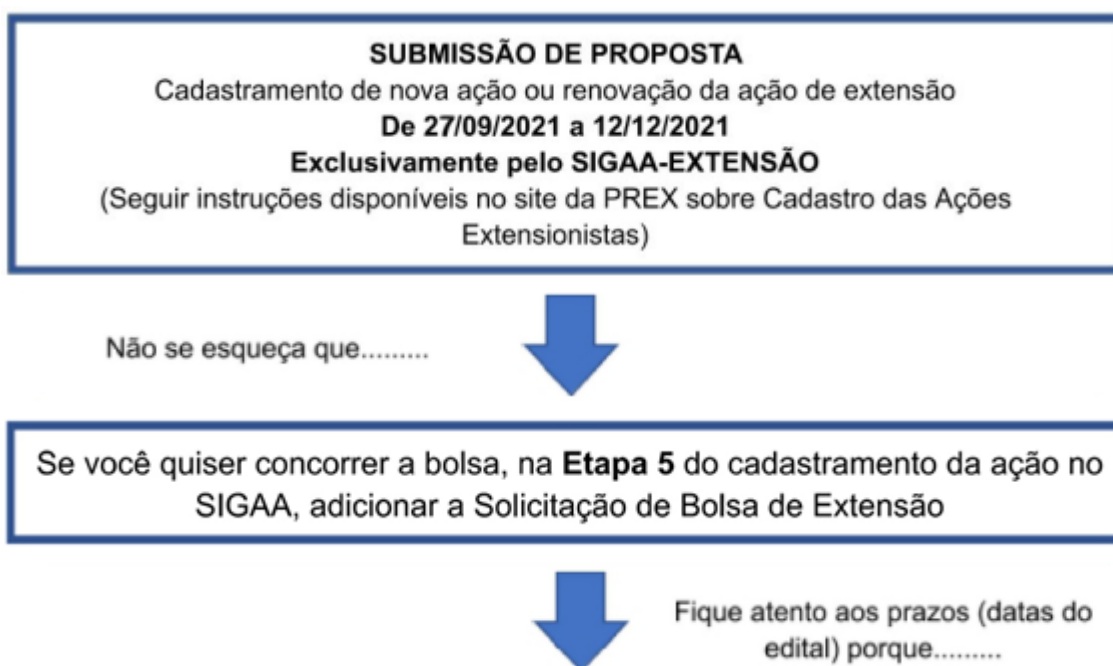 SUBMISSÃO DE PROPOSTA
Cadastramento de nova ação ou renovação da ação de extensão
De 27/09/2021 a 12/12/2021
Exclusivamente pelo SIGAA-EXTENSÃO
(Seguir instruções disponíveis no site da PREX sobre Cadastro das Ações
Extensionistas)
Não se esqueça que.........
Se você quiser concorrer a bolsa, na Etapa 5 do cadastramento da ação no
SIGAA, adicionar a Solicitação de Bolsa de Extensão
Fique atento aos prazos (datas do
edital) porque.........